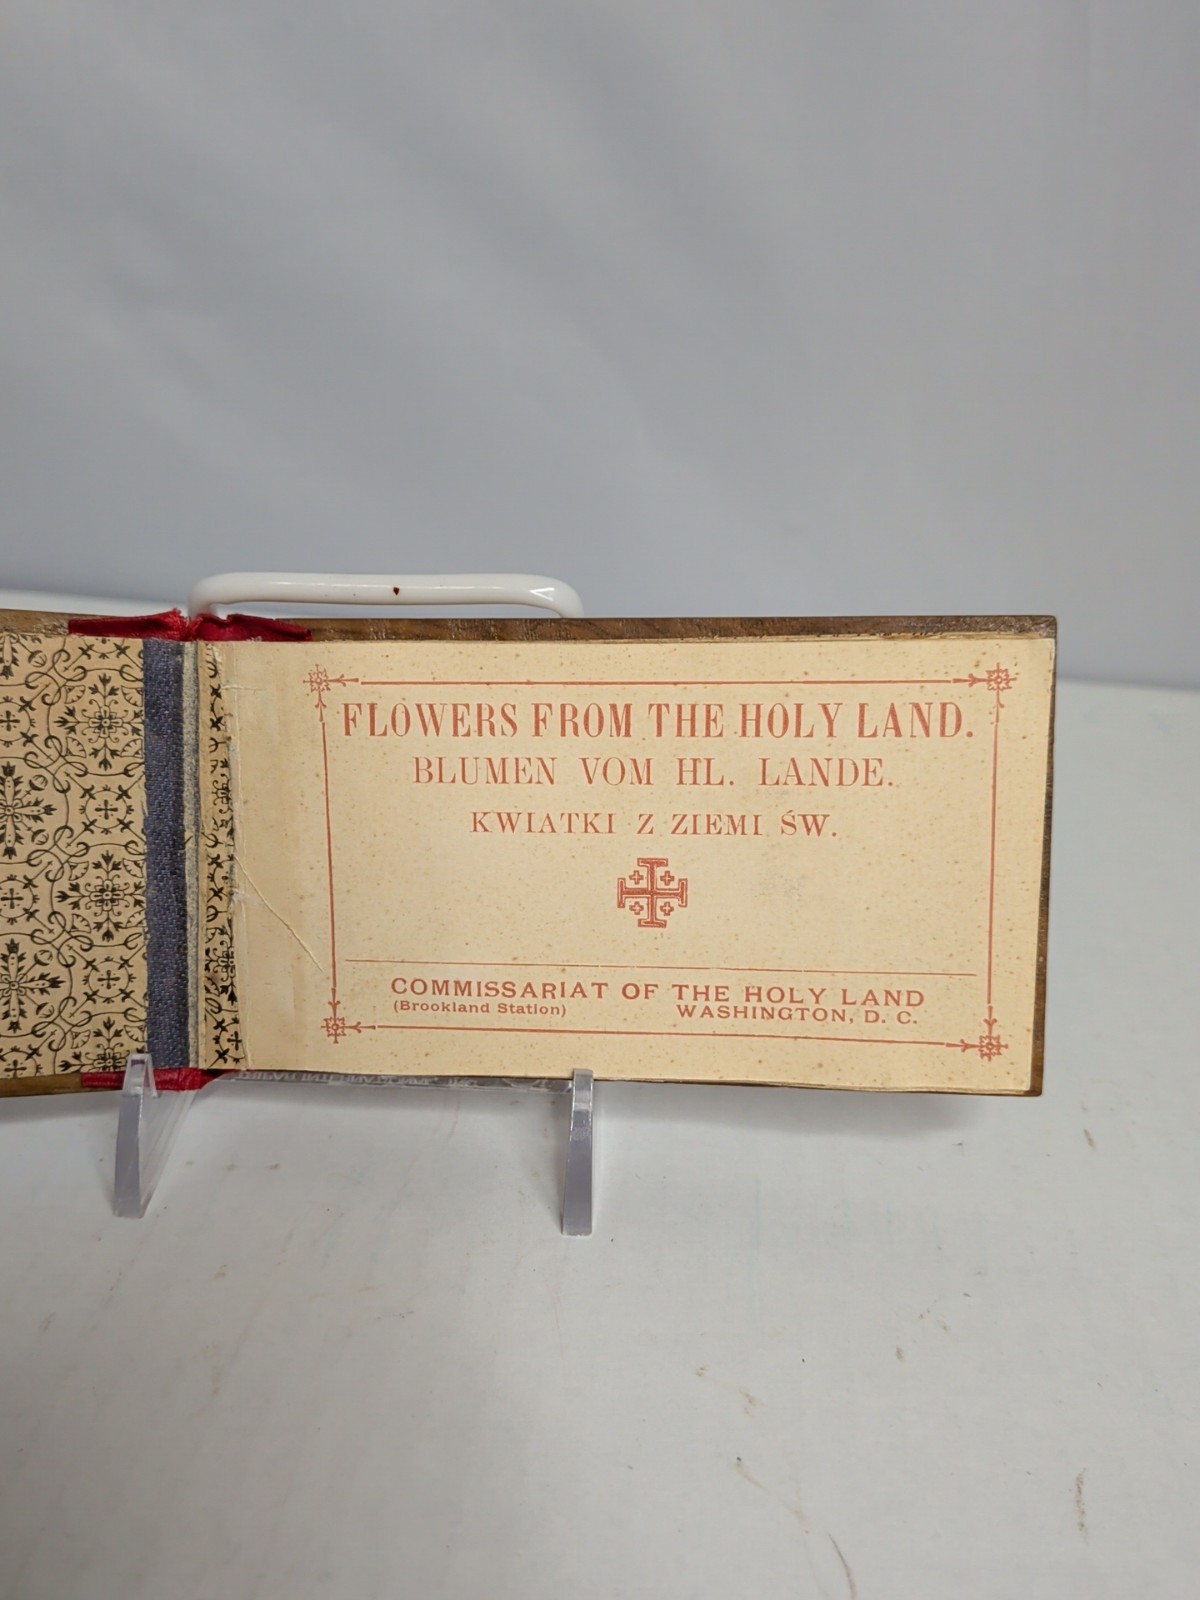 FLOWERS FROM THE HOLY LAND.
BLUMEN VOM HL. LANDE.
KWIATKI Z ZIEMI ŚW.
COMMISSARIAT OF THE HOLY LAND
(Brookland Station) WASHINGTON, D. C.